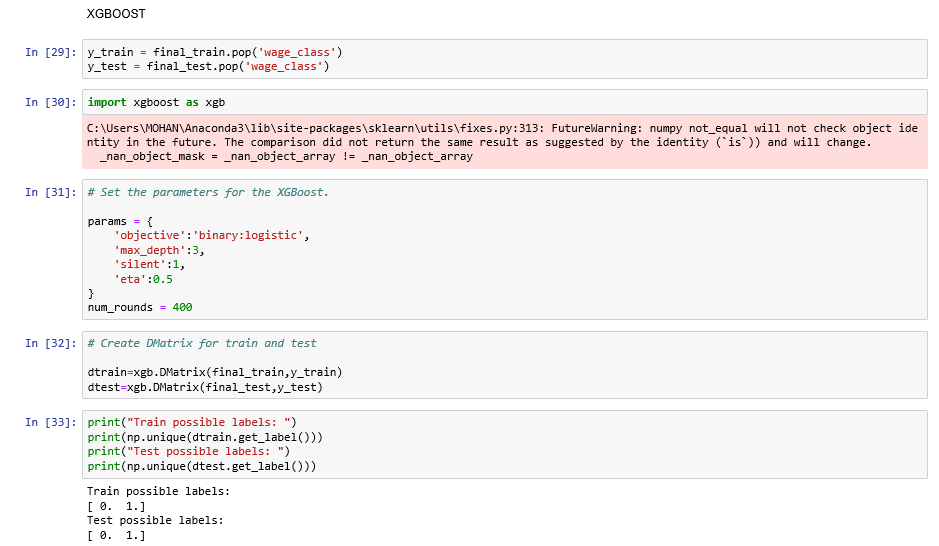 XGBOOST
In [29]: y_train = final_train.pop('wage_class')
y_test = final_test.pop('wage_class')
In [30]: import xgboost as xgb
C:\Users\MOHAN\Anaconda3\lib\site-packages\sklearn\utils\fixes.py:313: FutureWarning: numpy not_equal will not check object ide
ntity in the future. The comparison did not return the same result as suggested by the identity (`is`)) and will change.
  _nan_object_mask = _nan_object_array != _nan_object_array
In [31]: # Set the parameters for the XGBoost.
params = {
    'objective':'binary:logistic',
    'max_depth':3,
    'silent':1,
    'eta':0.5
}
num_rounds = 400
In [32]: # Create DMatrix for train and test
dtrain=xgb.DMatrix(final_train,y_train)
dtest=xgb.DMatrix(final_test,y_test)
In [33]: print("Train possible labels: ")
print(np.unique(dtrain.get_label()))
print("Test possible labels: ")
print(np.unique(dtest.get_label()))
Train possible labels:
[ 0.  1.]
Test possible labels:
[ 0.  1.]